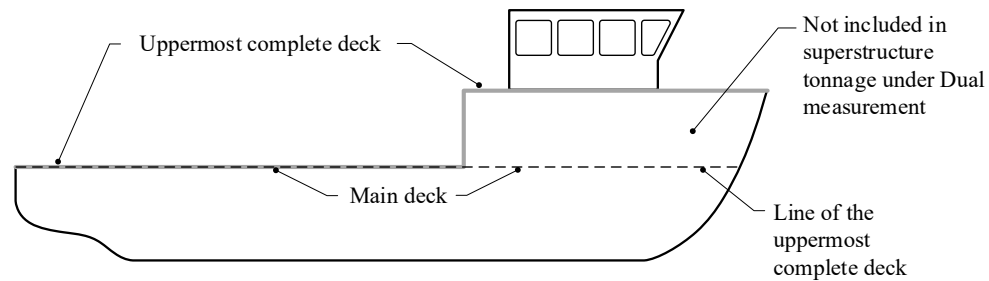 Uppermost complete deck
Not included in
superstructure
tonnage under Dual
measurement
Main deck
Line of the
uppermost
complete deck